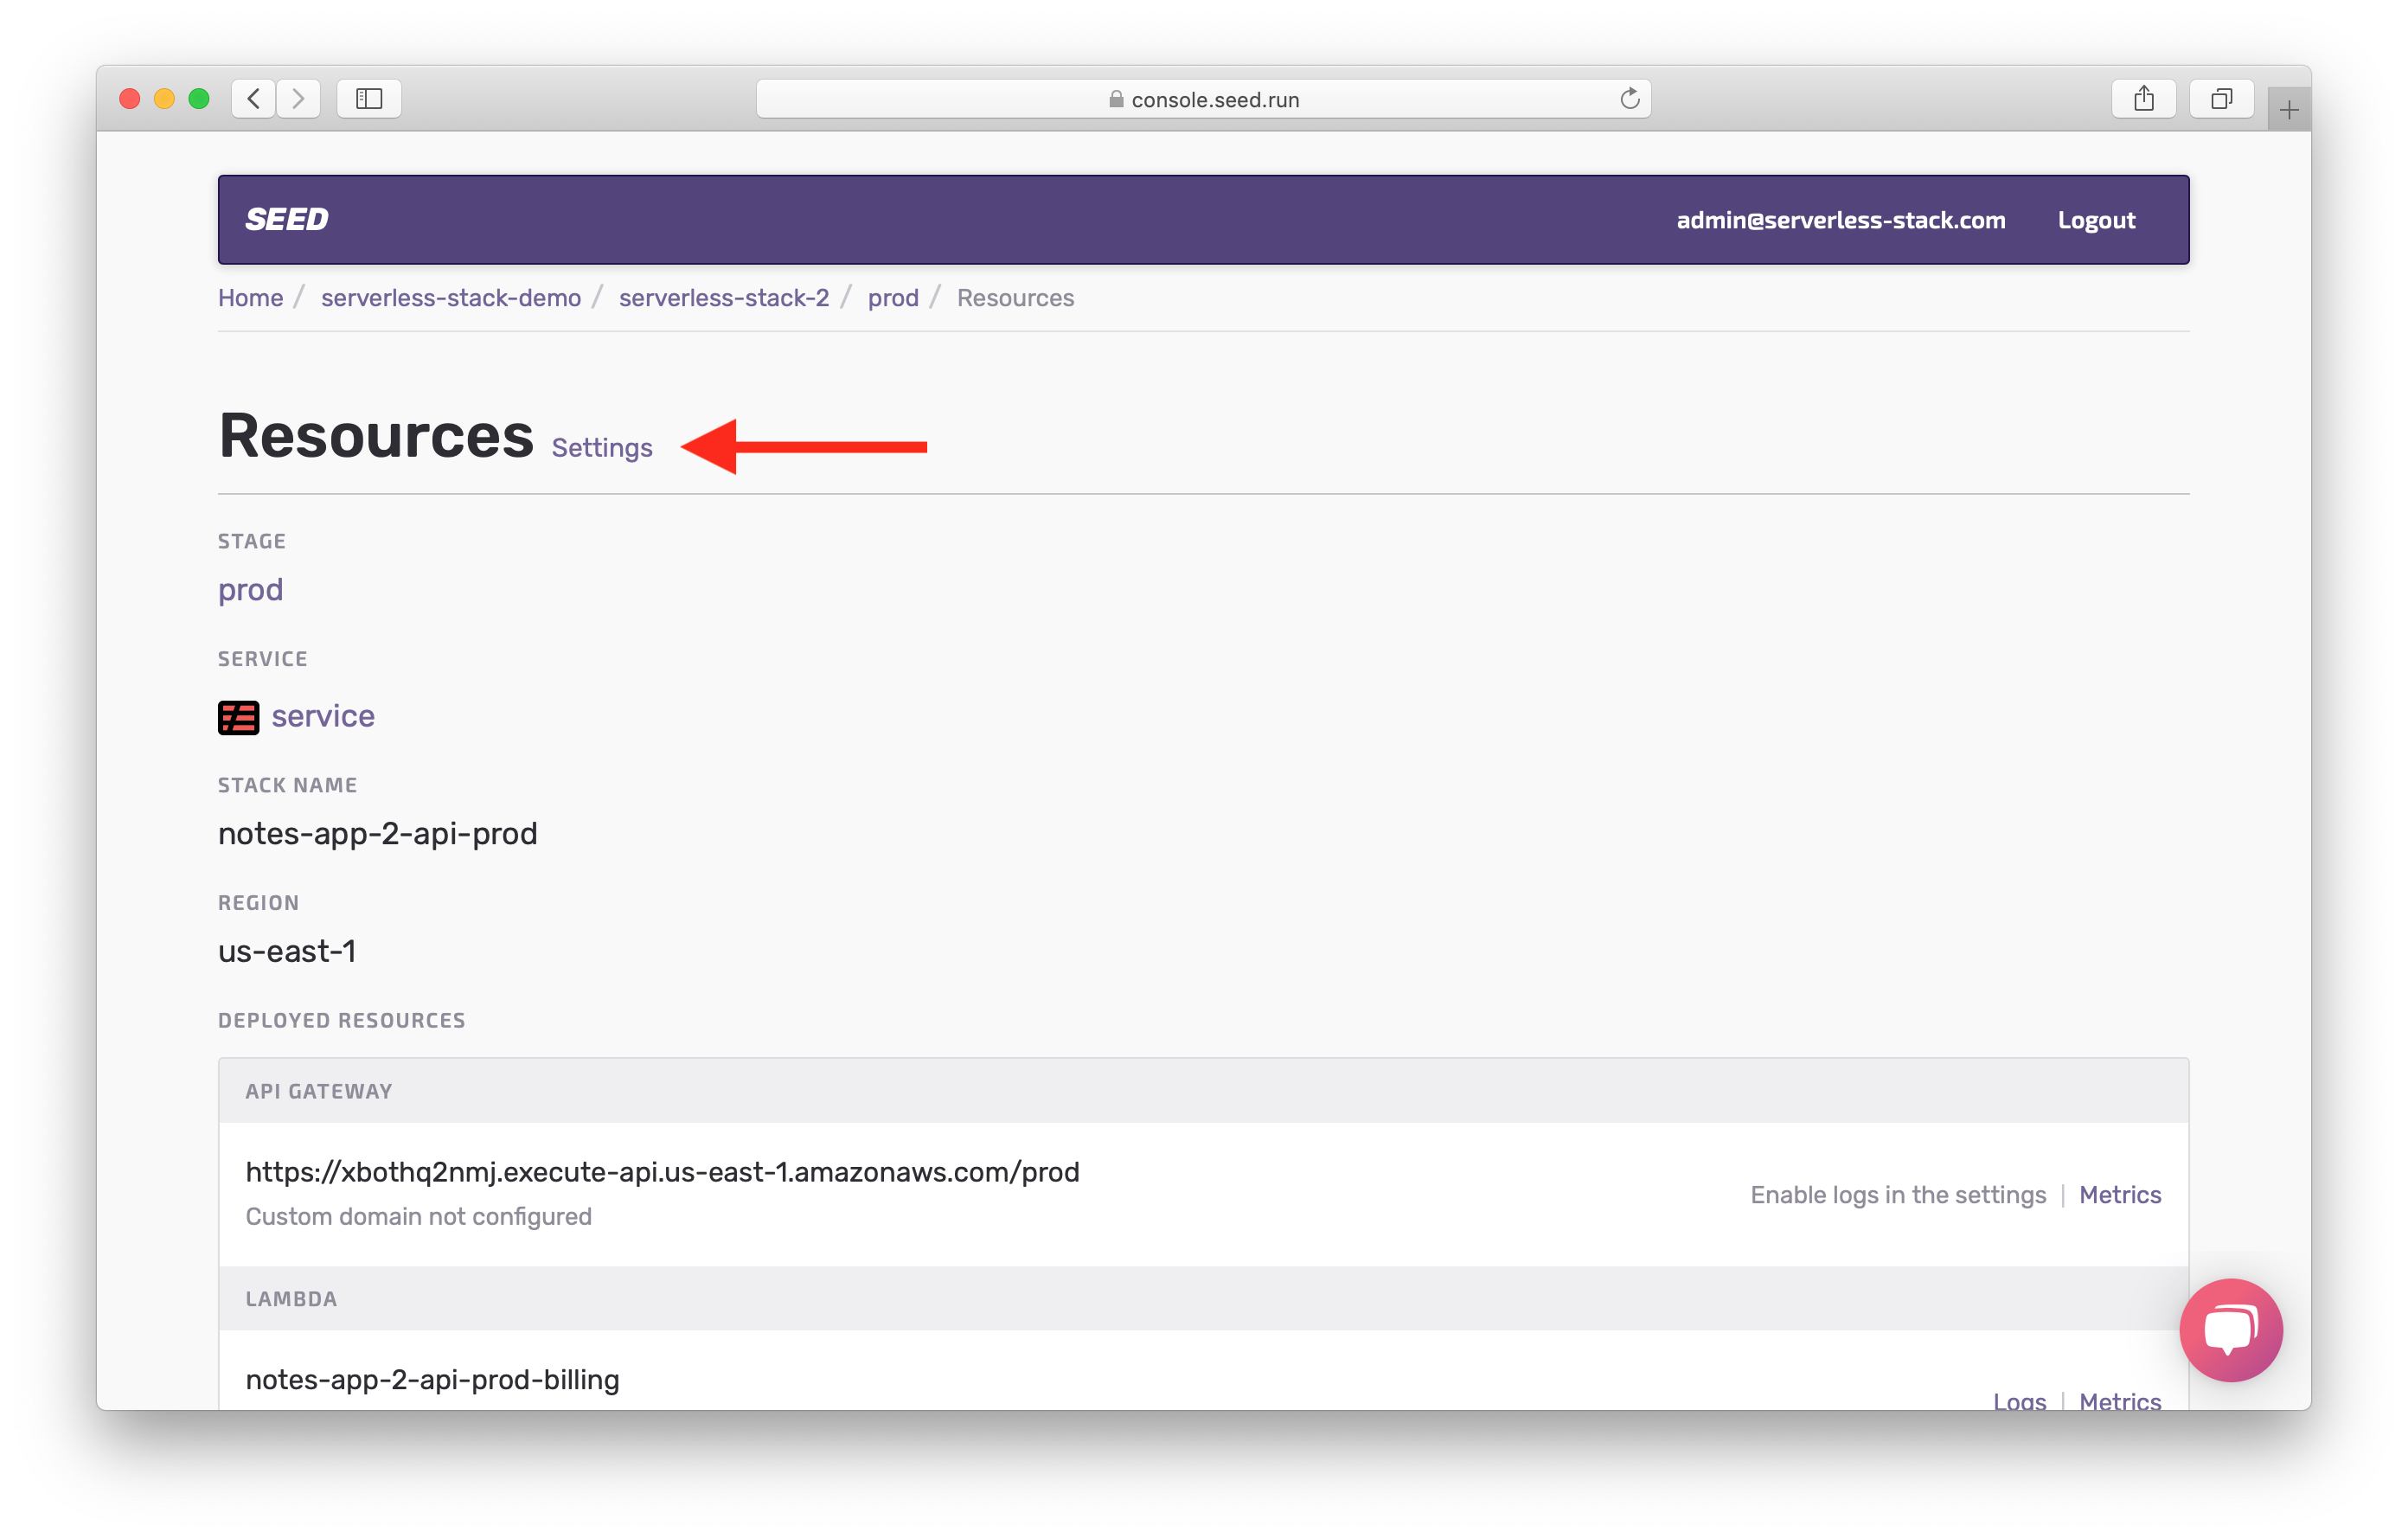 console.seed.run
SEED
admin@serverless-stack.com Logout
Home / serverless-stack-demo / serverless-stack-2 / prod / Resources
Resources Settings
STAGE
prod
SERVICE
service
STACK NAME
notes-app-2-api-prod
REGION
us-east-1
DEPLOYED RESOURCES
API GATEWAY
https://xbothq2nmj.execute-api.us-east-1.amazonaws.com/prod
Custom domain not configured
Enable logs in the settings | Metrics
LAMBDA
notes-app-2-api-prod-billing
Logs | Metrics